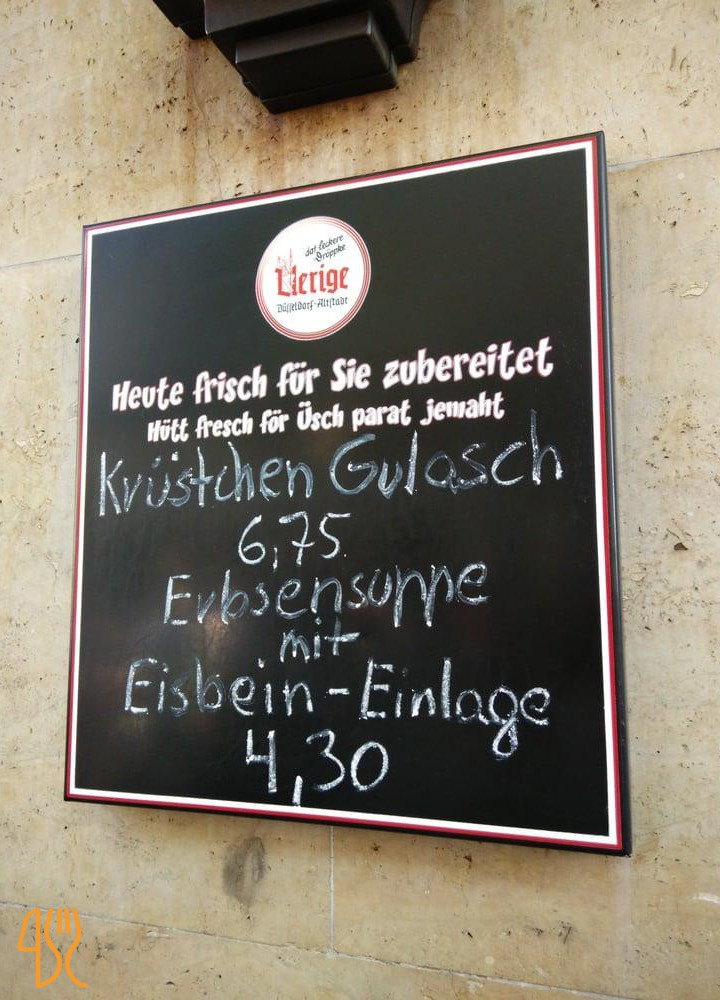 dat leckere
Dröppke
Uerige
Düsseldorf-Altstadt
Heute frisch für Sie zubereitet
Hütt fresch för Üsch parat jemaht
Krüstchen Gulasch
6,75
Erbsensuppe
mit
Eisbein-Einlage
4,30